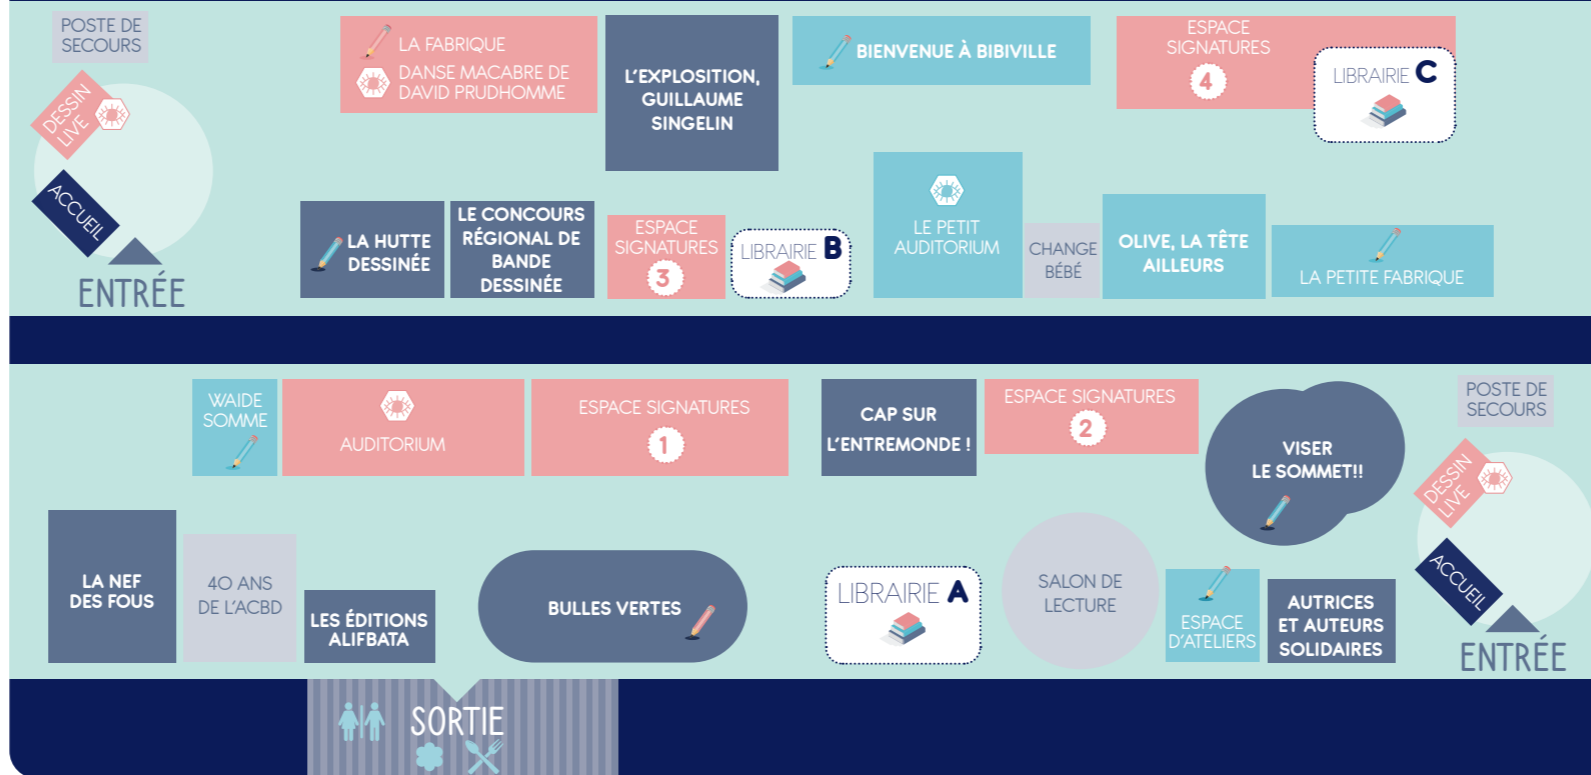 POSTE DE
SECOURS
DESSIN
LIVE
ACCUEIL
ENTRÉE
LA FABRIQUE
DANSE MACABRE DE
DAVID PRUDHOMME
L'EXPLOSITION,
GUILLAUME
SINGELIN
BIENVENUE À BIBIVILLE
ESPACE
SIGNATURES
4
LIBRAIRIE C
LA HUTTE
DESSINÉE
LE CONCOURS
RÉGIONAL DE
BANDE
DESSINÉE
ESPACE
SIGNATURES
3
LIBRAIRIE B
LE PETIT
AUDITORIUM
CHANGE
BÉBÉ
OLIVE, LA TÊTE
AILLEURS
LA PETITE FABRIQUE
WAIDE
SOMME
AUDITORIUM
ESPACE SIGNATURES
1
CAP SUR
L'ENTREMONDE !
ESPACE SIGNATURES
2
VISER
LE SOMMET!!
POSTE DE
SECOURS
DESSIN
LIVE
ACCUEIL
ENTRÉE
LA NEF
DES FOUS
40 ANS
DE L'ACBD
LES ÉDITIONS
ALIFBATA
BULLES VERTES
LIBRAIRIE A
SALON DE
LECTURE
ESPACE
D'ATELIERS
AUTRICES
ET AUTEURS
SOLIDAIRES
SORTIE